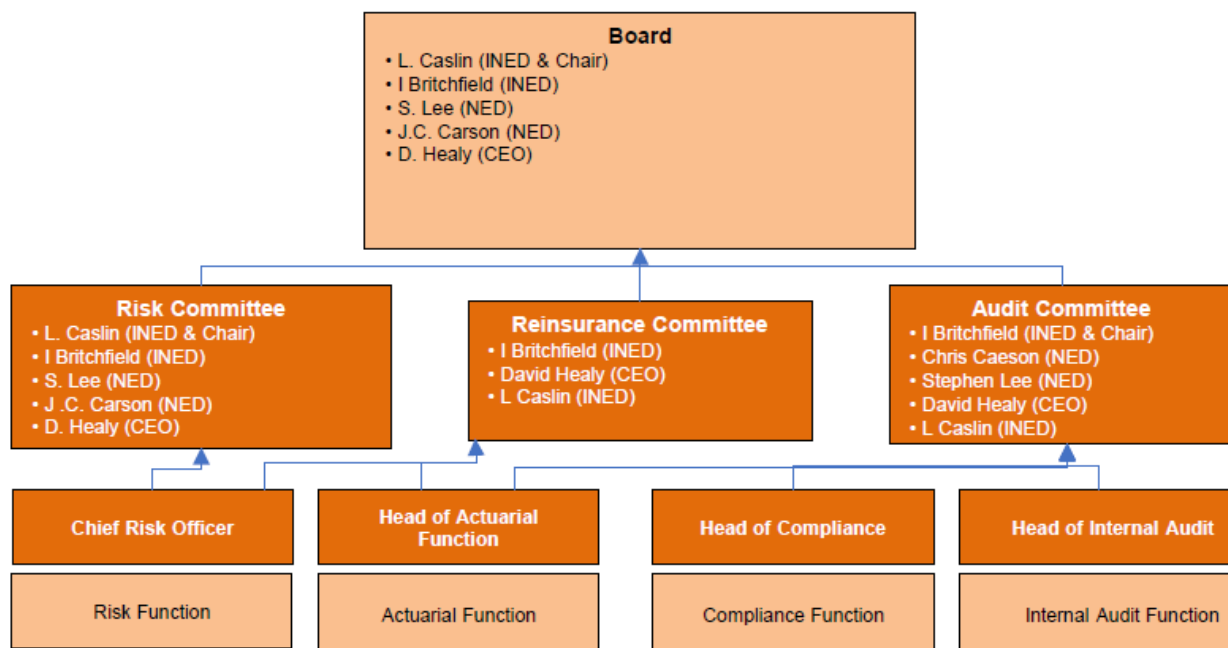 Board
• L. Caslin (INED & Chair)
• I Britchfield (INED)
• S. Lee (NED)
• J.C. Carson (NED)
• D. Healy (CEO)
Risk Committee
• L. Caslin (INED & Chair)
• I Britchfield (INED)
• S. Lee (NED)
• J .C. Carson (NED)
• D. Healy (CEO)
Reinsurance Committee
• I Britchfield (INED)
• David Healy (CEO)
• L Caslin (INED)
Audit Committee
• I Britchfield (INED & Chair)
• Chris Caeson (NED)
• Stephen Lee (NED)
• David Healy (CEO)
• L Caslin (INED)
Chief Risk Officer
Head of Actuarial
Function
Head of Compliance
Head of Internal Audit
Risk Function
Actuarial Function
Compliance Function
Internal Audit Function